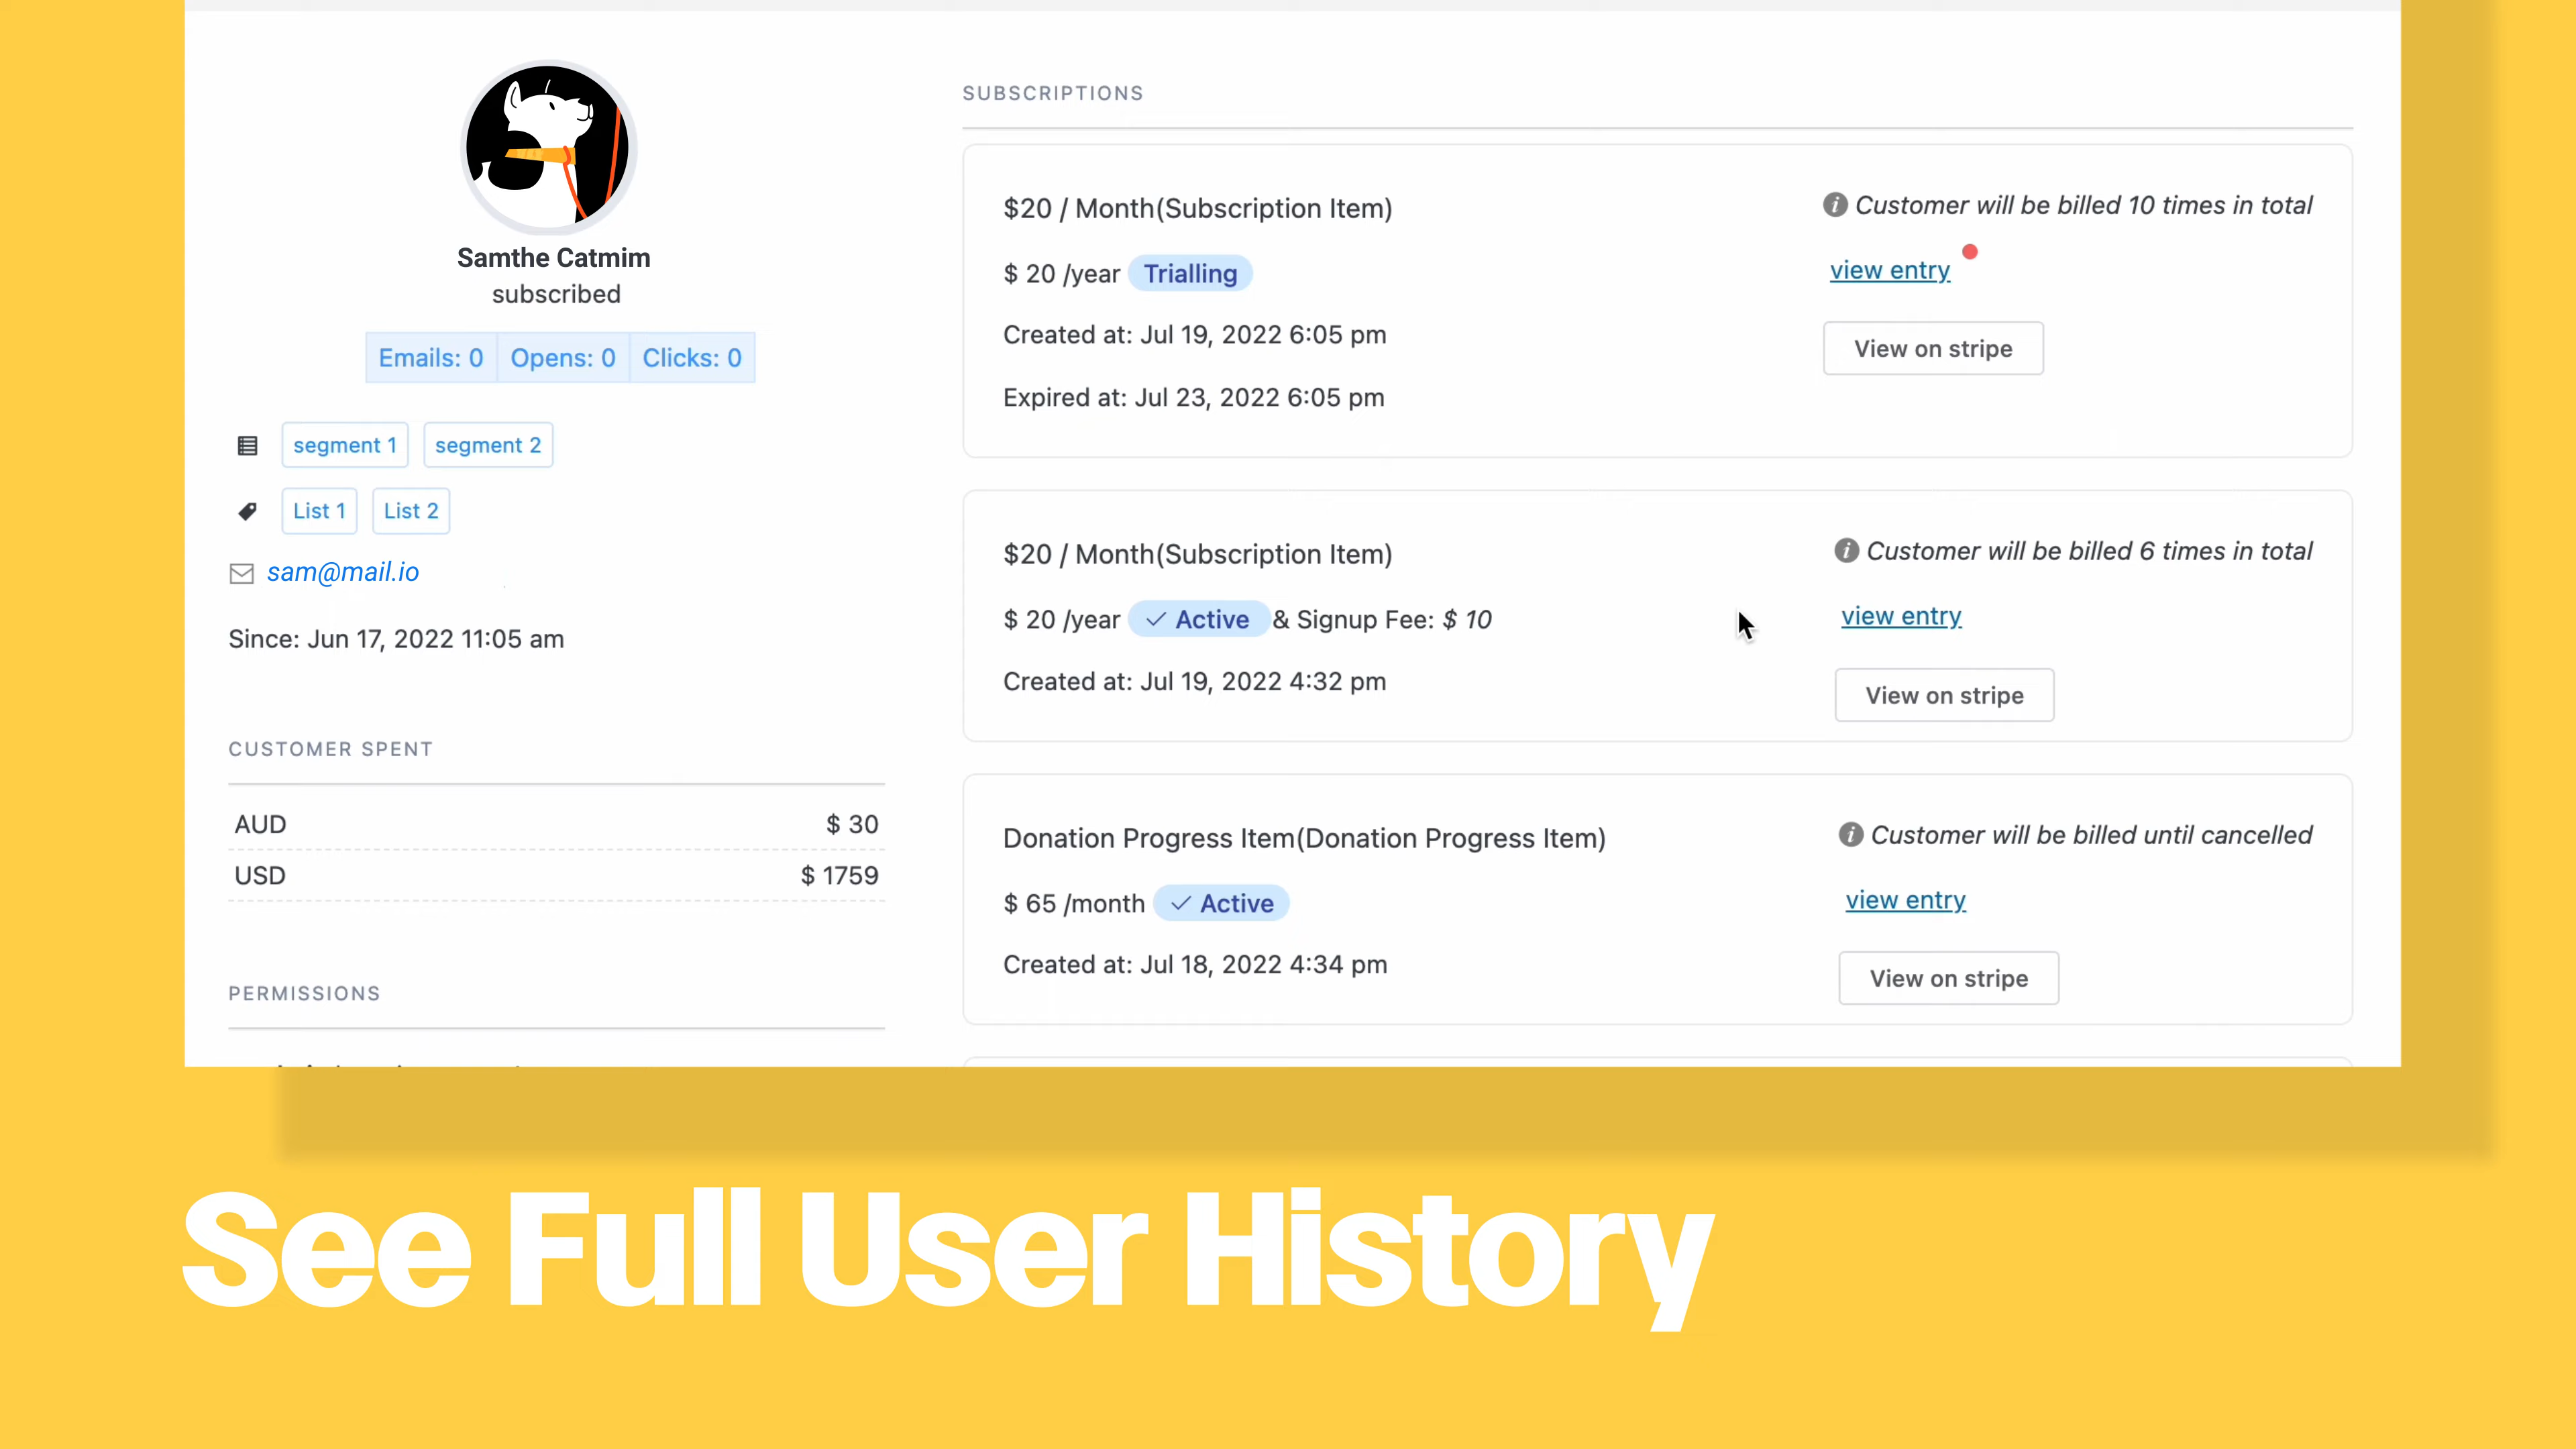 Samthe Catmim
subscribed
Emails: 0 Opens: 0 Clicks: 0
segment 1 segment 2
List 1 List 2
sam@mail.io
Since: Jun 17, 2022 11:05 am
CUSTOMER SPENT
AUD $ 30
USD $ 1759
PERMISSIONS
SUBSCRIPTIONS
$20 / Month(Subscription Item)
$ 20 /year Trialling
Created at: Jul 19, 2022 6:05 pm
Expired at: Jul 23, 2022 6:05 pm
Customer will be billed 10 times in total
view entry
View on stripe
$20 / Month(Subscription Item)
$ 20 /year Active & Signup Fee: $ 10
Created at: Jul 19, 2022 4:32 pm
Customer will be billed 6 times in total
view entry
View on stripe
Donation Progress Item(Donation Progress Item)
$ 65 /month Active
Created at: Jul 18, 2022 4:34 pm
Customer will be billed until cancelled
view entry
View on stripe
See Full User History